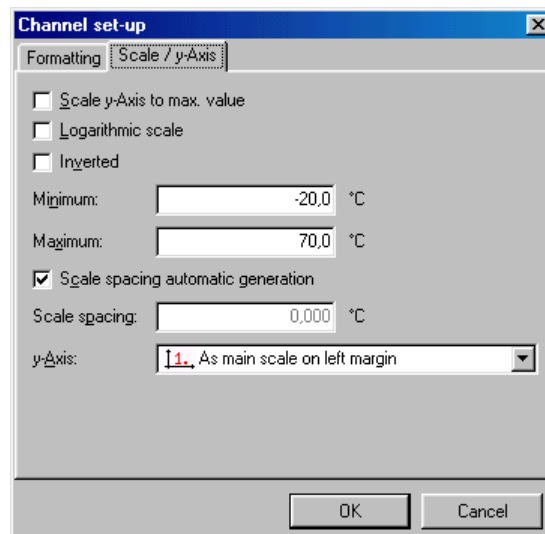 Channel set-up
Formatting Scale / y-Axis
Scale y-Axis to max. value
Logarithmic scale
Inverted
Minimum: -20,0 °C
Maximum: 70,0 °C
Scale spacing automatic generation
Scale spacing: 0,000 °C
y-Axis: 1. As main scale on left margin
OK Cancel